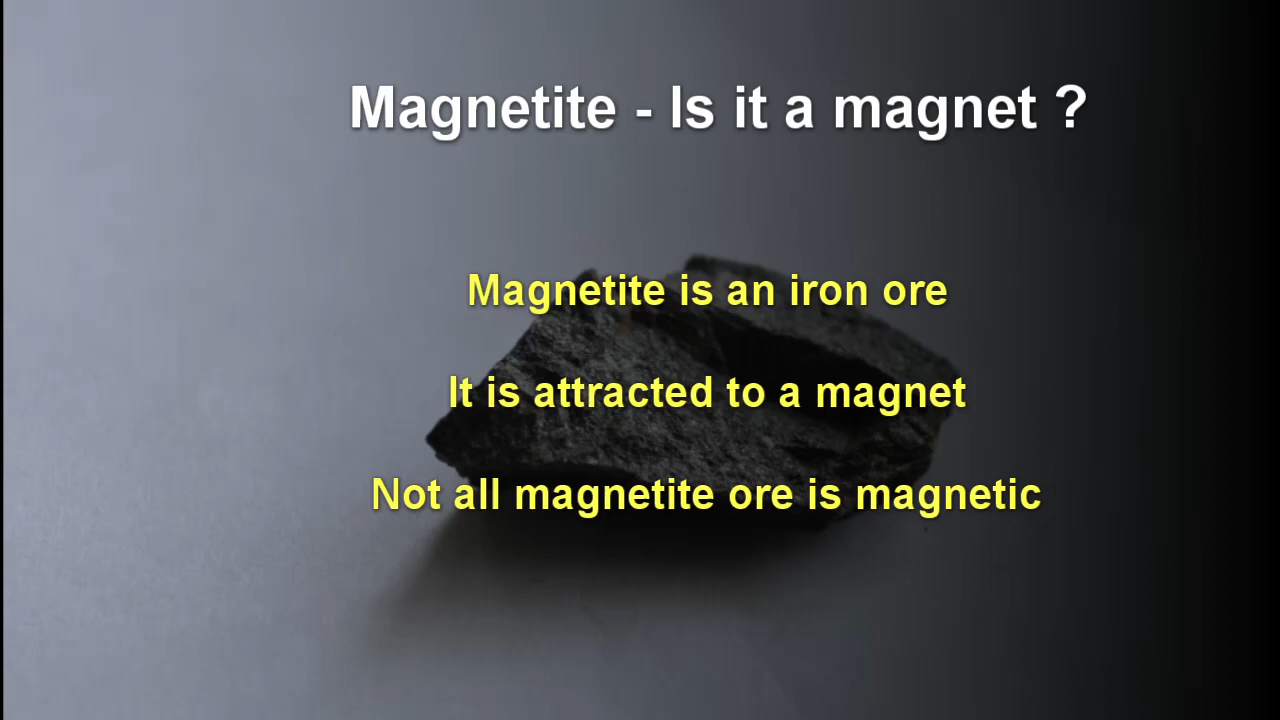 Magnetite - Is it a magnet ?
Magnetite is an iron ore
It is attracted to a magnet
Not all magnetite ore is magnetic